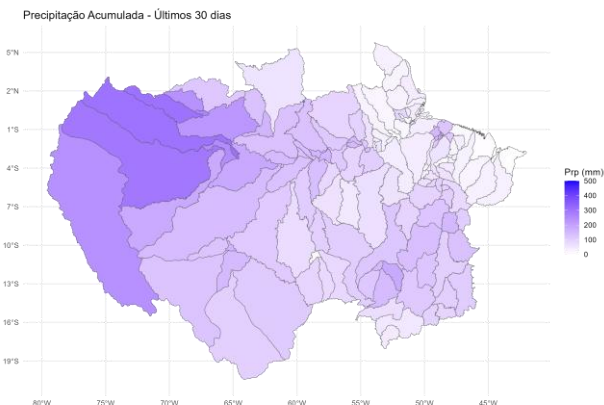 Precipitação Acumulada - Últimos 30 dias
5°N
2°N
1°S
4°S
7°S
10°S
13°S
16°S
19°S
80°W 75°W 70°W 65°W 60°W 55°W 50°W 45°W
Prp (mm)
500
400
300
200
100
0